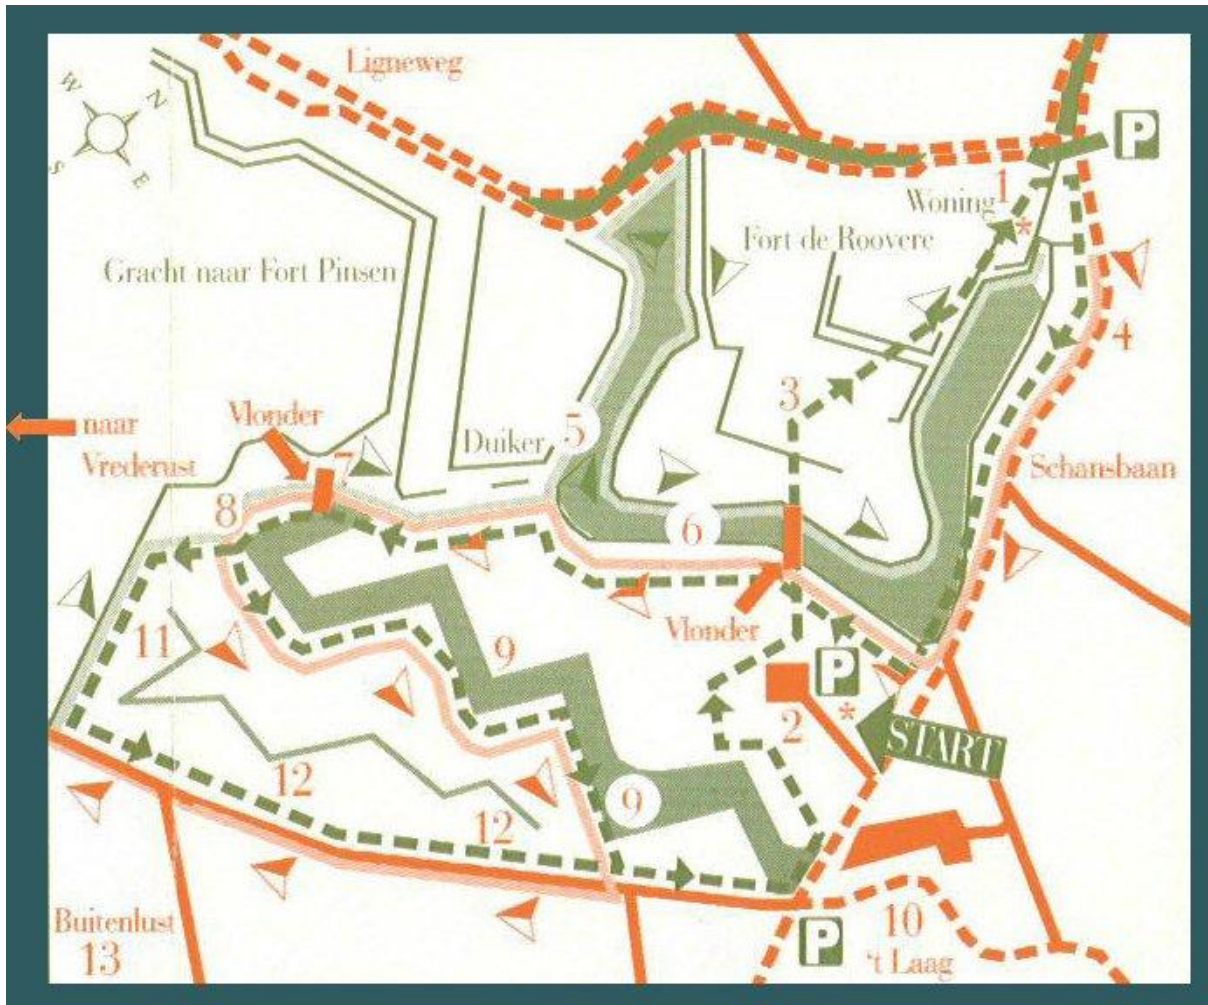 Ligneweg
W
N
S
E
P
1
Woning
*
Fort de Roovere
Gracht naar Fort Pinsen
4
3
naar
Vrederust
Vlonder
Duiker
5
7
Schansbaan
8
6
11
9
Vlonder
P
*
2
START
12
9
12
Buitenlust
13
P
10
't Laag